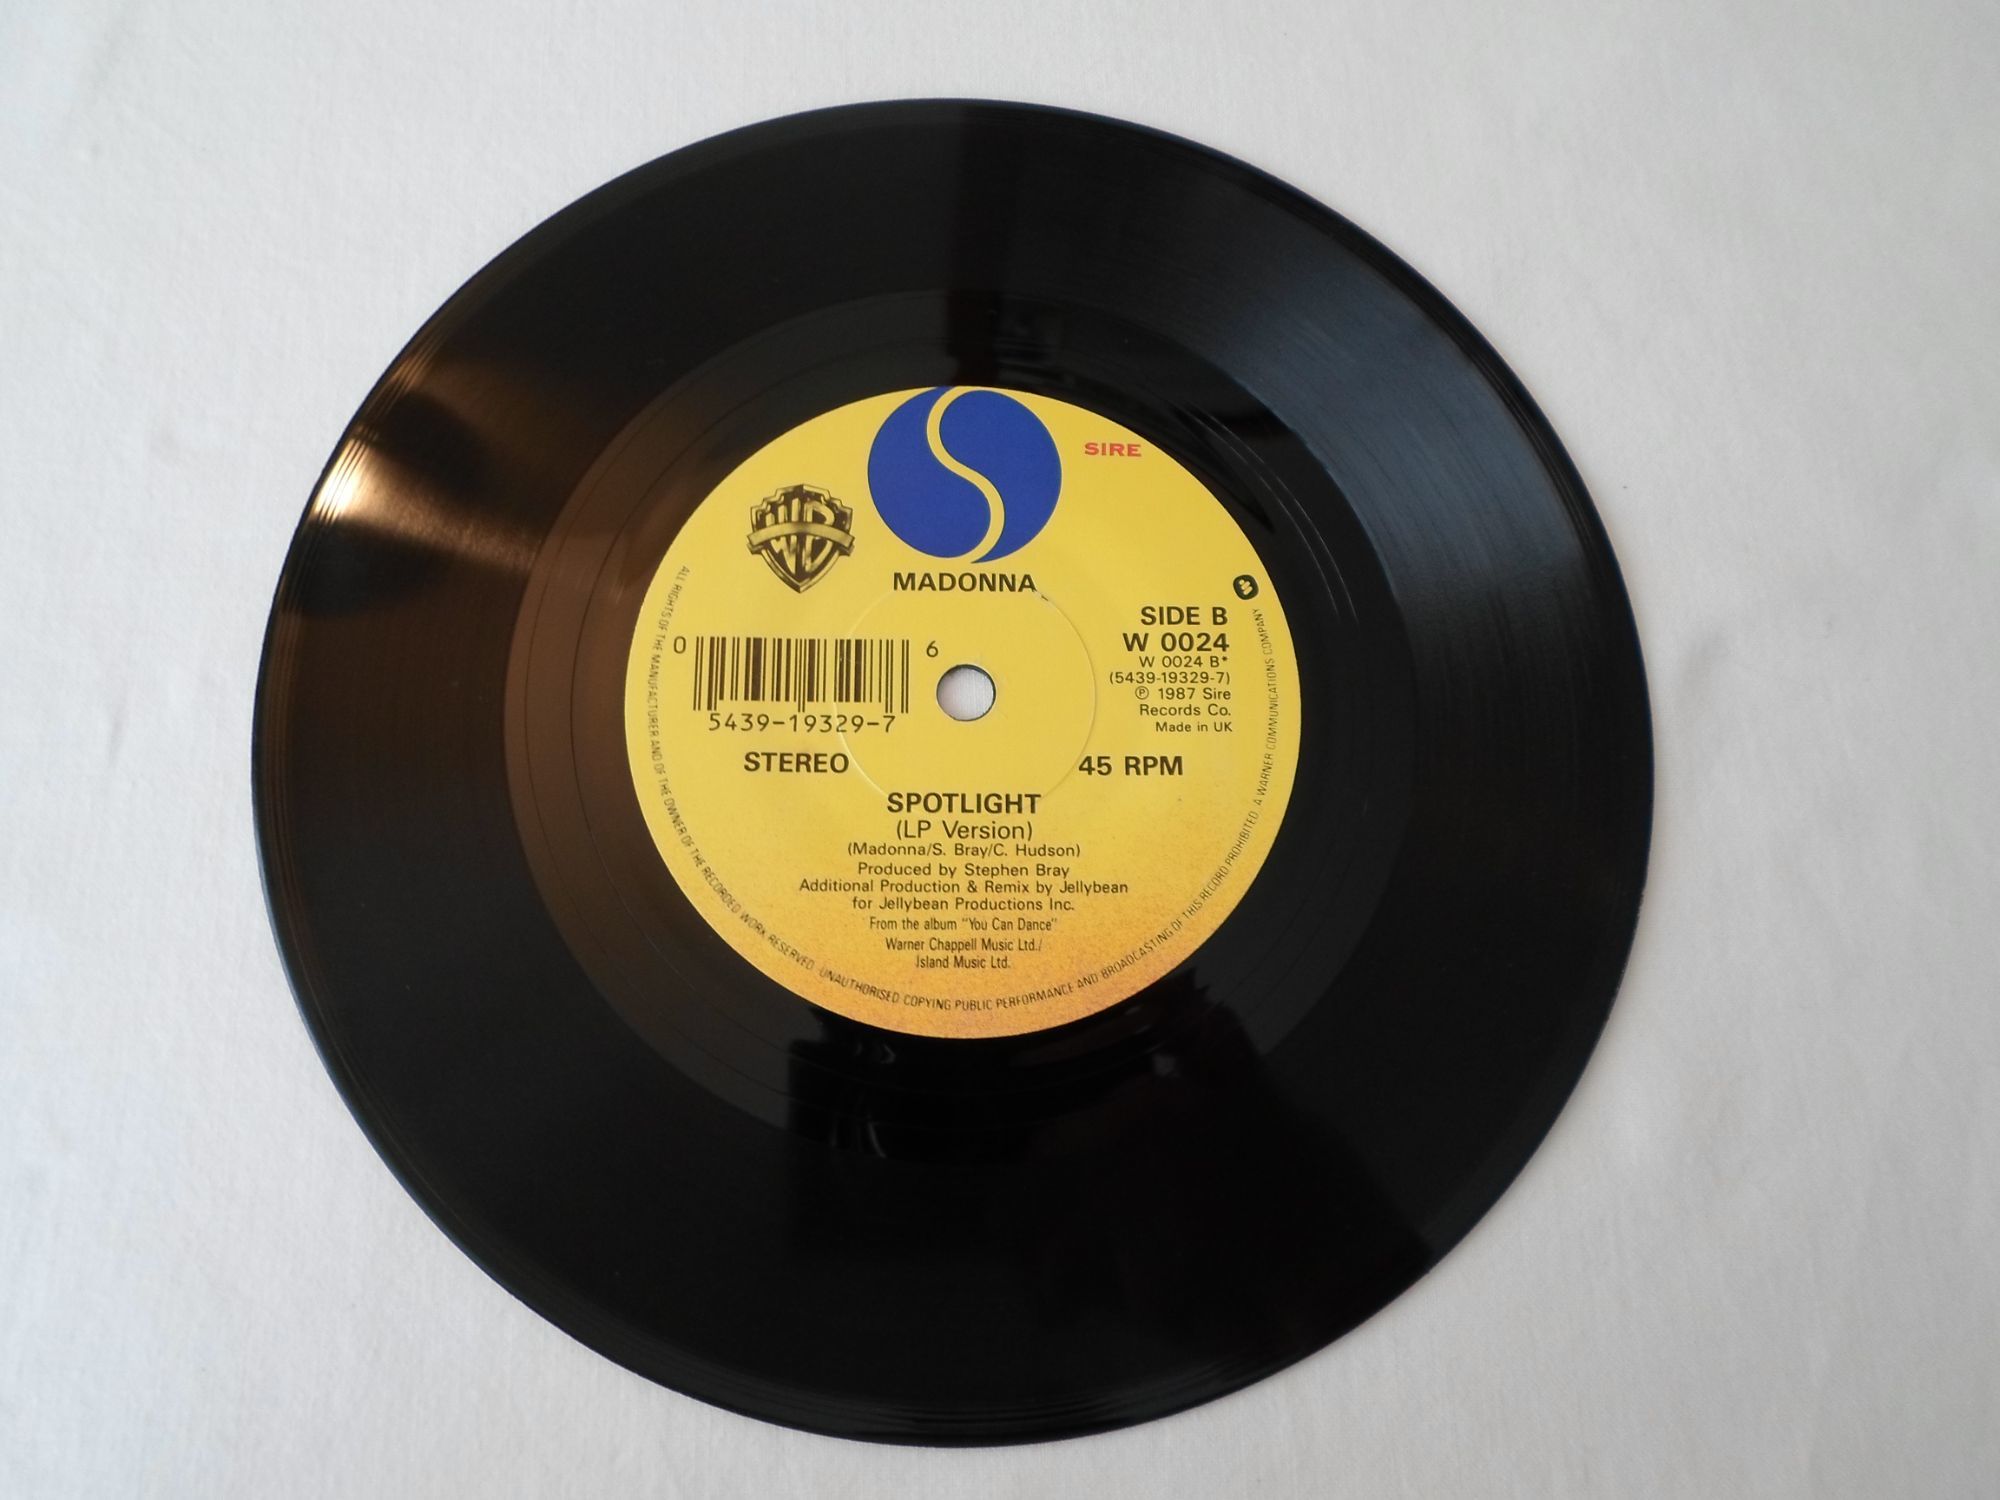 SIRE
WB
MADONNA
SIDE B
W 0024
W 0024 B*
(5439-19329-7)
℗ 1987 Sire
Records Co.
Made in UK
0 6
5439-19329-7
STEREO 45 RPM
SPOTLIGHT
(LP Version)
(Madonna/S. Bray/C. Hudson)
Produced by Stephen Bray
Additional Production & Remix by Jellybean
for Jellybean Productions Inc.
From the album "You Can Dance"
Warner Chappell Music Ltd./
Island Music Ltd.
ALL RIGHTS OF THE MANUFACTURER AND OF THE OWNER OF THE RECORDED WORK RESERVED. UNAUTHORISED COPYING PUBLIC PERFORMANCE AND BROADCASTING OF THIS RECORD PROHIBITED. A WARNER COMMUNICATIONS COMPANY